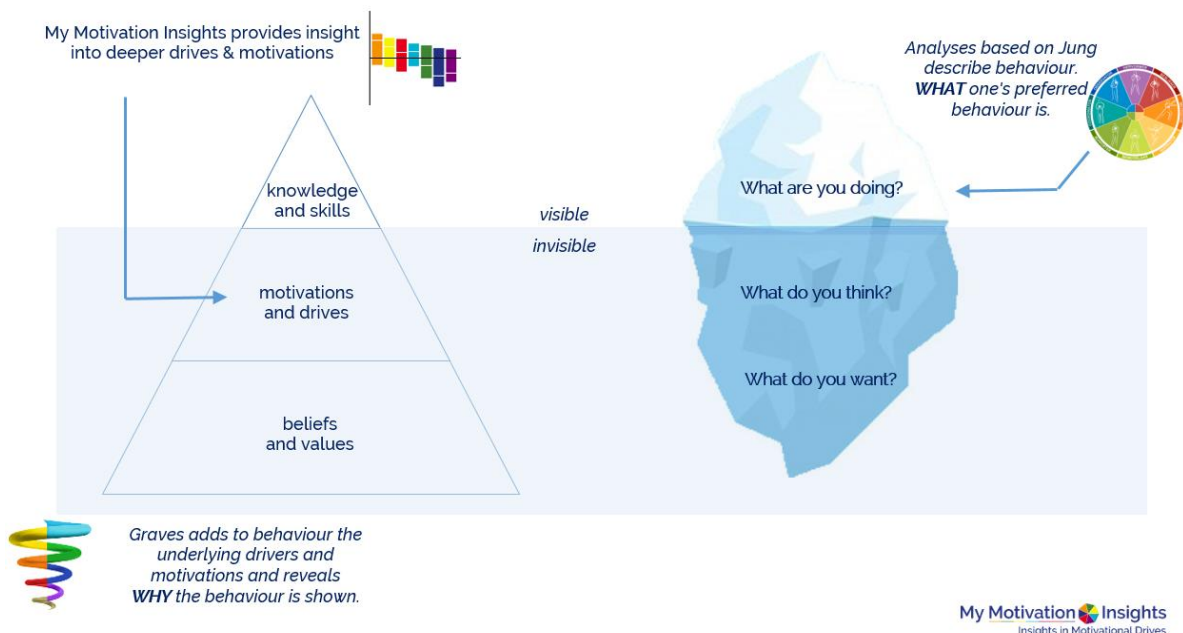 My Motivation Insights provides insight
into deeper drives & motivations
Analyses based on Jung
describe behaviour.
WHAT one's preferred
behaviour is.
knowledge
and skills
visible
invisible
What are you doing?
motivations
and drives
What do you think?
What do you want?
beliefs
and values
Graves adds to behaviour the
underlying drivers and
motivations and reveals
WHY the behaviour is shown.
My Motivation Insights
Insights in Motivational Drives